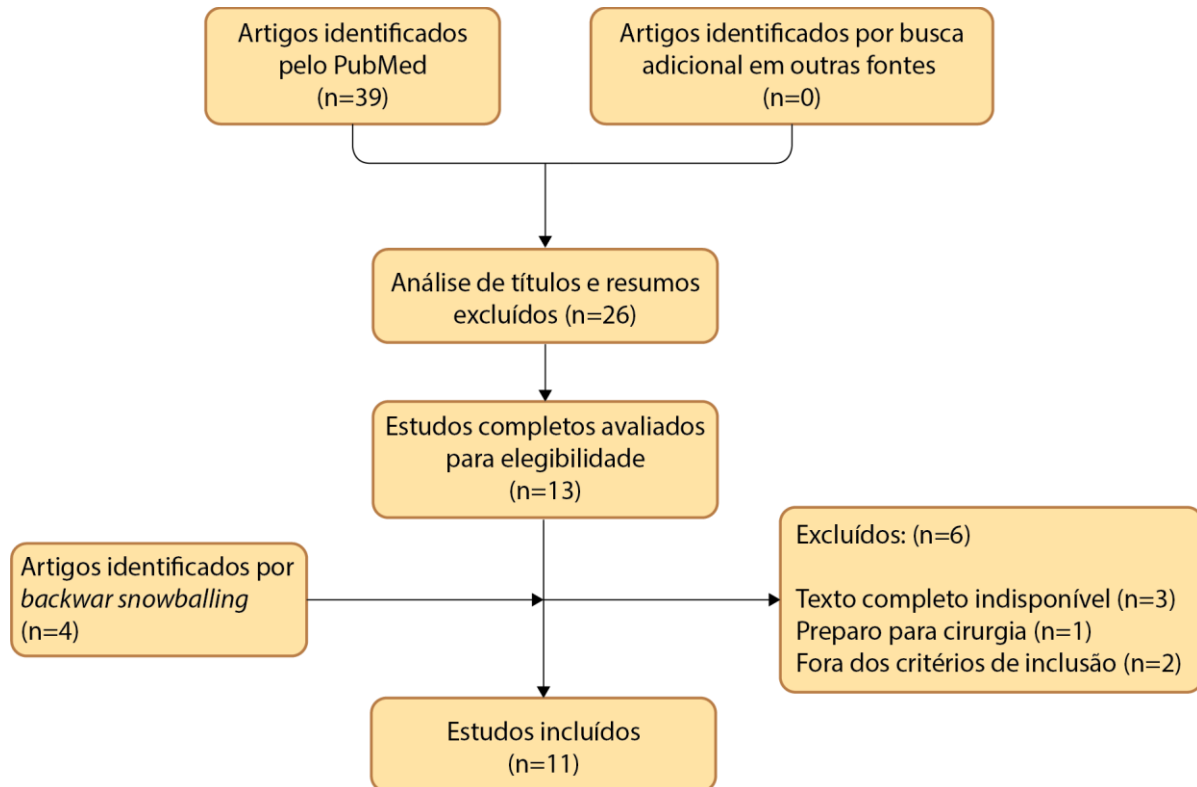 Artigos identificados
pelo PubMed
(n=39)
Artigos identificados por busca
adicional em outras fontes
(n=0)
Análise de títulos e resumos
excluídos (n=26)
Estudos completos avaliados
para elegibilidade
(n=13)
Artigos identificados por
backwar snowballing
(n=4)
Excluídos: (n=6)
Texto completo indisponível (n=3)
Preparo para cirurgia (n=1)
Fora dos critérios de inclusão (n=2)
Estudos incluídos
(n=11)